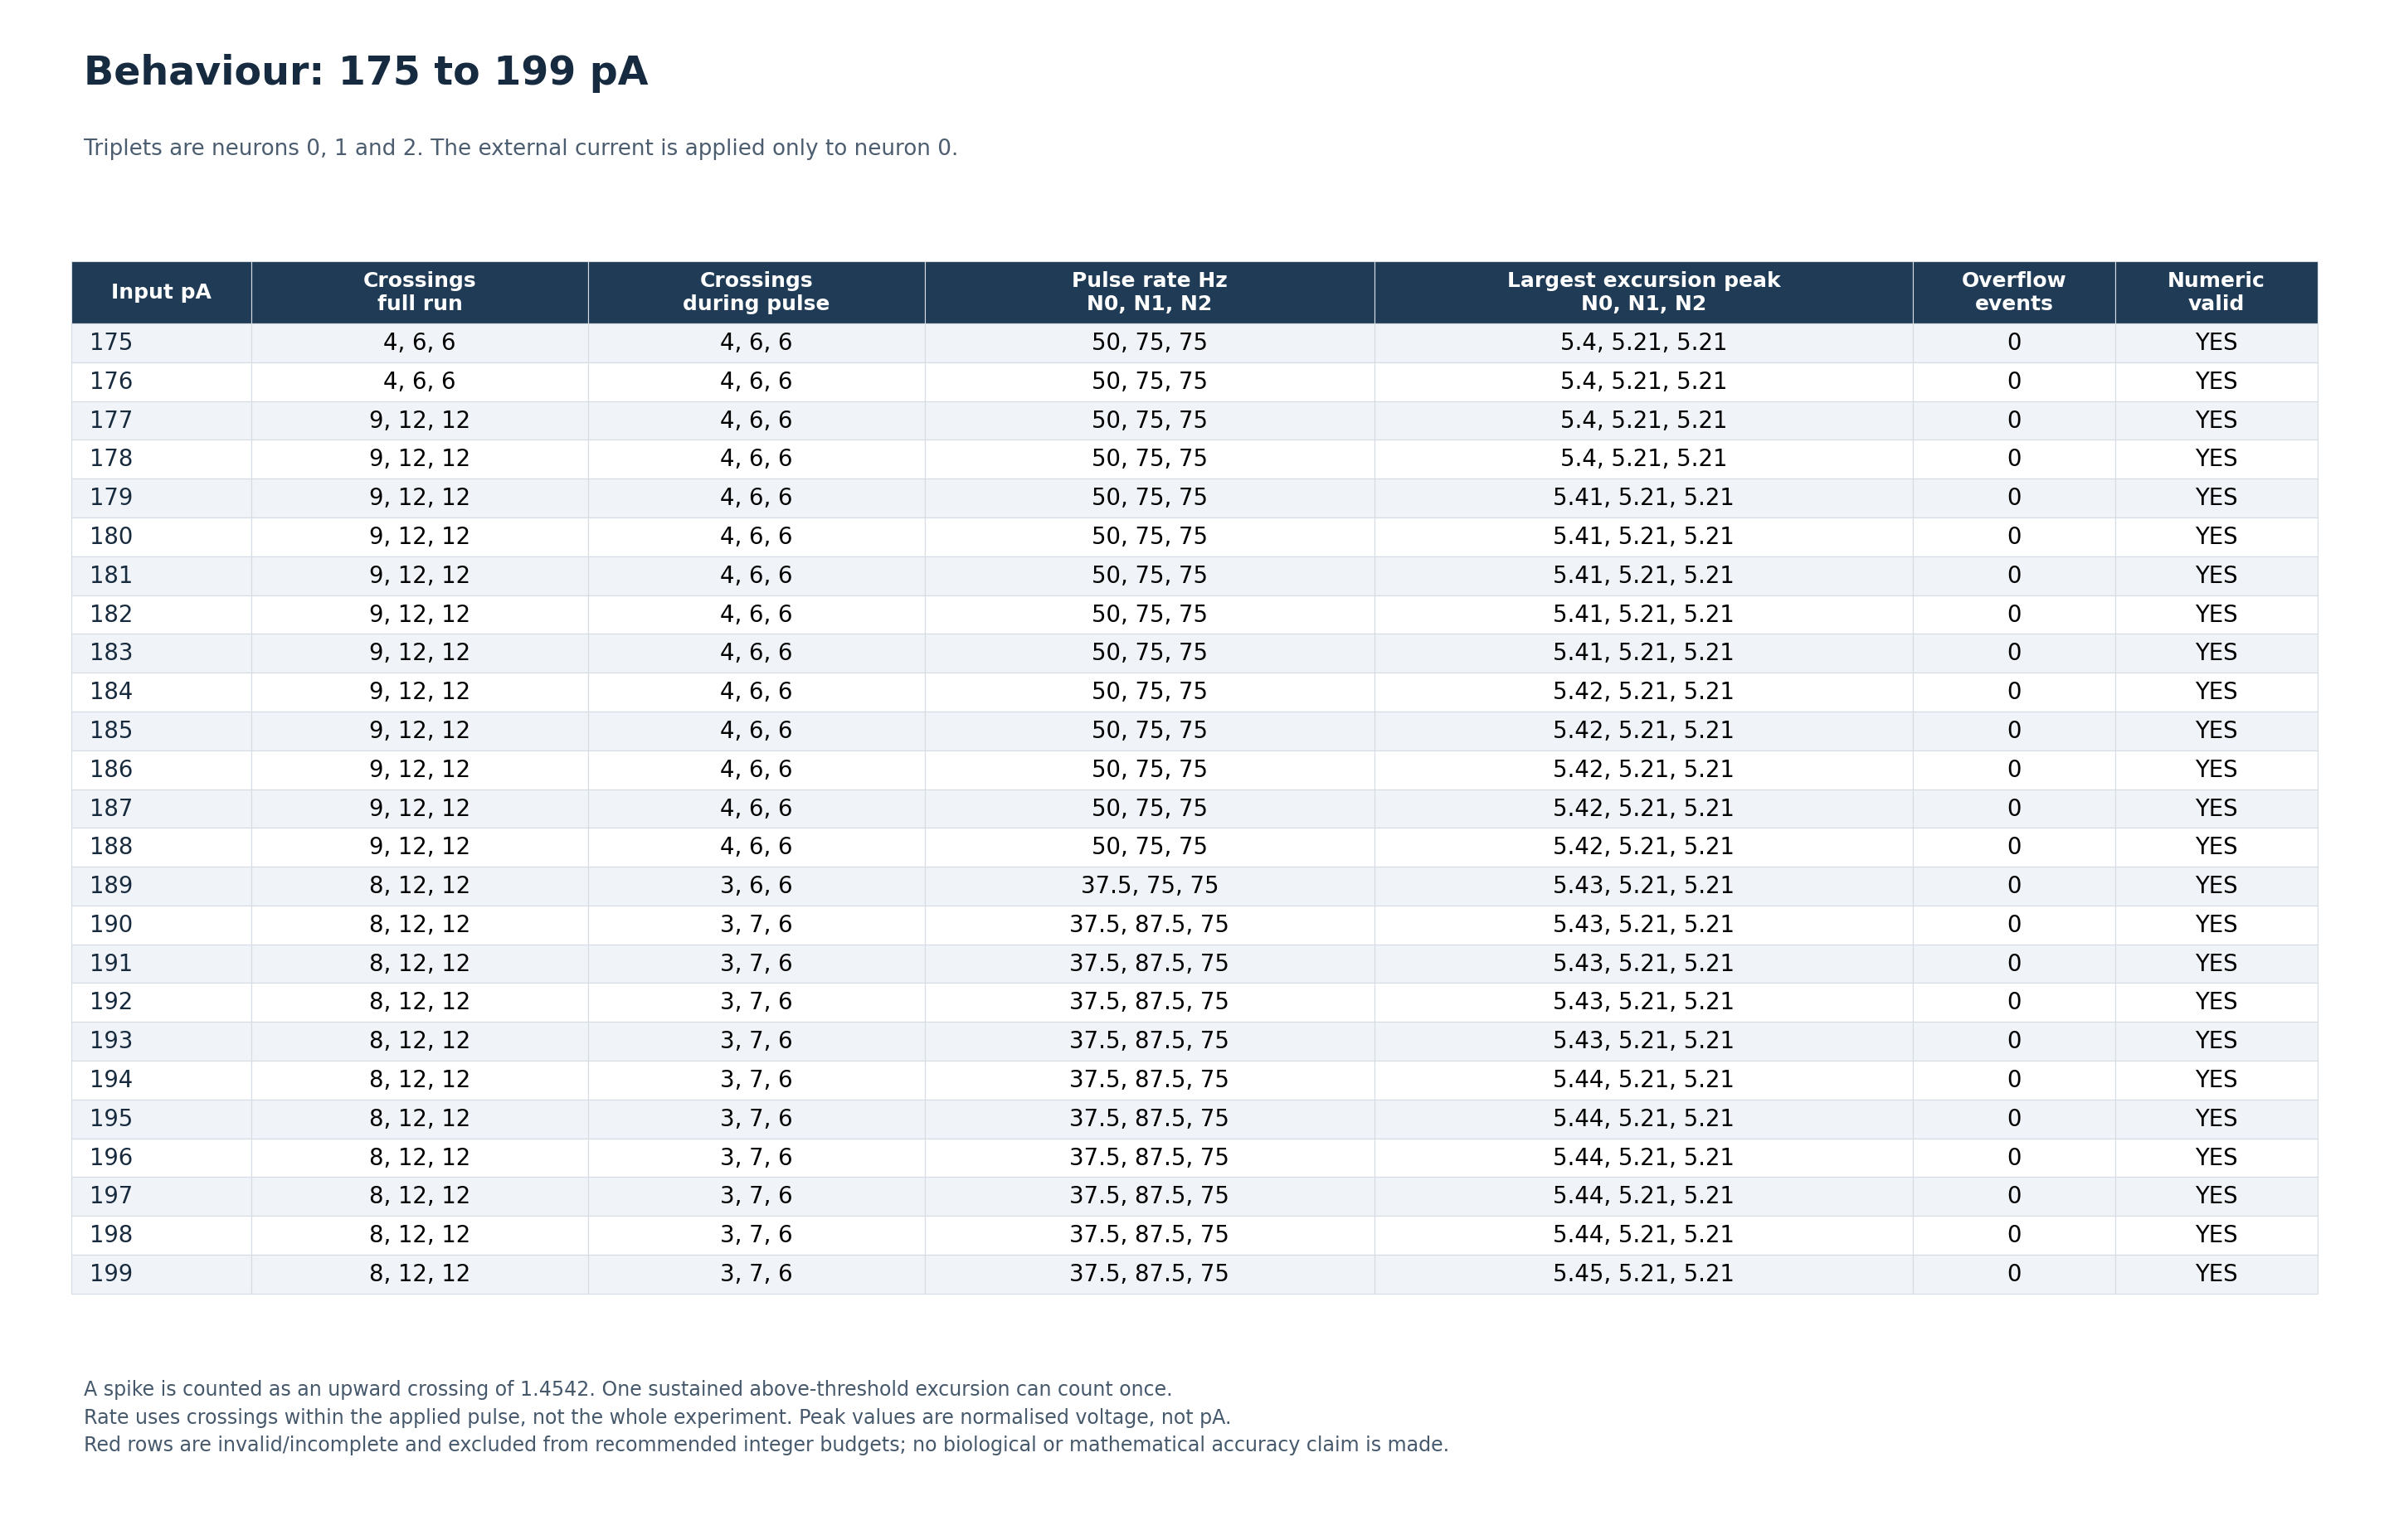 Behaviour: 175 to 199 pA
Triplets are neurons 0, 1 and 2. The external current is applied only to neuron 0.
Input pA Crossings full run Crossings during pulse Pulse rate Hz N0, N1, N2 Largest excursion peak N0, N1, N2 Overflow events Numeric valid
175 4, 6, 6 4, 6, 6 50, 75, 75 5.4, 5.21, 5.21 0 YES
176 4, 6, 6 4, 6, 6 50, 75, 75 5.4, 5.21, 5.21 0 YES
177 9, 12, 12 4, 6, 6 50, 75, 75 5.4, 5.21, 5.21 0 YES
178 9, 12, 12 4, 6, 6 50, 75, 75 5.4, 5.21, 5.21 0 YES
179 9, 12, 12 4, 6, 6 50, 75, 75 5.41, 5.21, 5.21 0 YES
180 9, 12, 12 4, 6, 6 50, 75, 75 5.41, 5.21, 5.21 0 YES
181 9, 12, 12 4, 6, 6 50, 75, 75 5.41, 5.21, 5.21 0 YES
182 9, 12, 12 4, 6, 6 50, 75, 75 5.41, 5.21, 5.21 0 YES
183 9, 12, 12 4, 6, 6 50, 75, 75 5.41, 5.21, 5.21 0 YES
184 9, 12, 12 4, 6, 6 50, 75, 75 5.42, 5.21, 5.21 0 YES
185 9, 12, 12 4, 6, 6 50, 75, 75 5.42, 5.21, 5.21 0 YES
186 9, 12, 12 4, 6, 6 50, 75, 75 5.42, 5.21, 5.21 0 YES
187 9, 12, 12 4, 6, 6 50, 75, 75 5.42, 5.21, 5.21 0 YES
188 9, 12, 12 4, 6, 6 50, 75, 75 5.42, 5.21, 5.21 0 YES
189 8, 12, 12 3, 6, 6 37.5, 75, 75 5.43, 5.21, 5.21 0 YES
190 8, 12, 12 3, 7, 6 37.5, 87.5, 75 5.43, 5.21, 5.21 0 YES
191 8, 12, 12 3, 7, 6 37.5, 87.5, 75 5.43, 5.21, 5.21 0 YES
192 8, 12, 12 3, 7, 6 37.5, 87.5, 75 5.43, 5.21, 5.21 0 YES
193 8, 12, 12 3, 7, 6 37.5, 87.5, 75 5.43, 5.21, 5.21 0 YES
194 8, 12, 12 3, 7, 6 37.5, 87.5, 75 5.44, 5.21, 5.21 0 YES
195 8, 12, 12 3, 7, 6 37.5, 87.5, 75 5.44, 5.21, 5.21 0 YES
196 8, 12, 12 3, 7, 6 37.5, 87.5, 75 5.44, 5.21, 5.21 0 YES
197 8, 12, 12 3, 7, 6 37.5, 87.5, 75 5.44, 5.21, 5.21 0 YES
198 8, 12, 12 3, 7, 6 37.5, 87.5, 75 5.44, 5.21, 5.21 0 YES
199 8, 12, 12 3, 7, 6 37.5, 87.5, 75 5.45, 5.21, 5.21 0 YES
A spike is counted as an upward crossing of 1.4542. One sustained above-threshold excursion can count once.
Rate uses crossings within the applied pulse, not the whole experiment. Peak values are normalised voltage, not pA.
Red rows are invalid/incomplete and excluded from recommended integer budgets; no biological or mathematical accuracy claim is made.